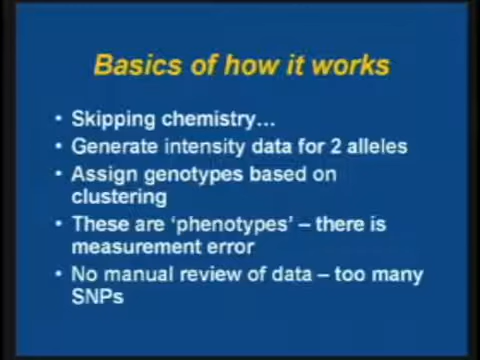 Basics of how it works
• Skipping chemistry…
• Generate intensity data for 2 alleles
• Assign genotypes based on
clustering
• These are ‘phenotypes’ – there is
measurement error
• No manual review of data – too many
SNPs